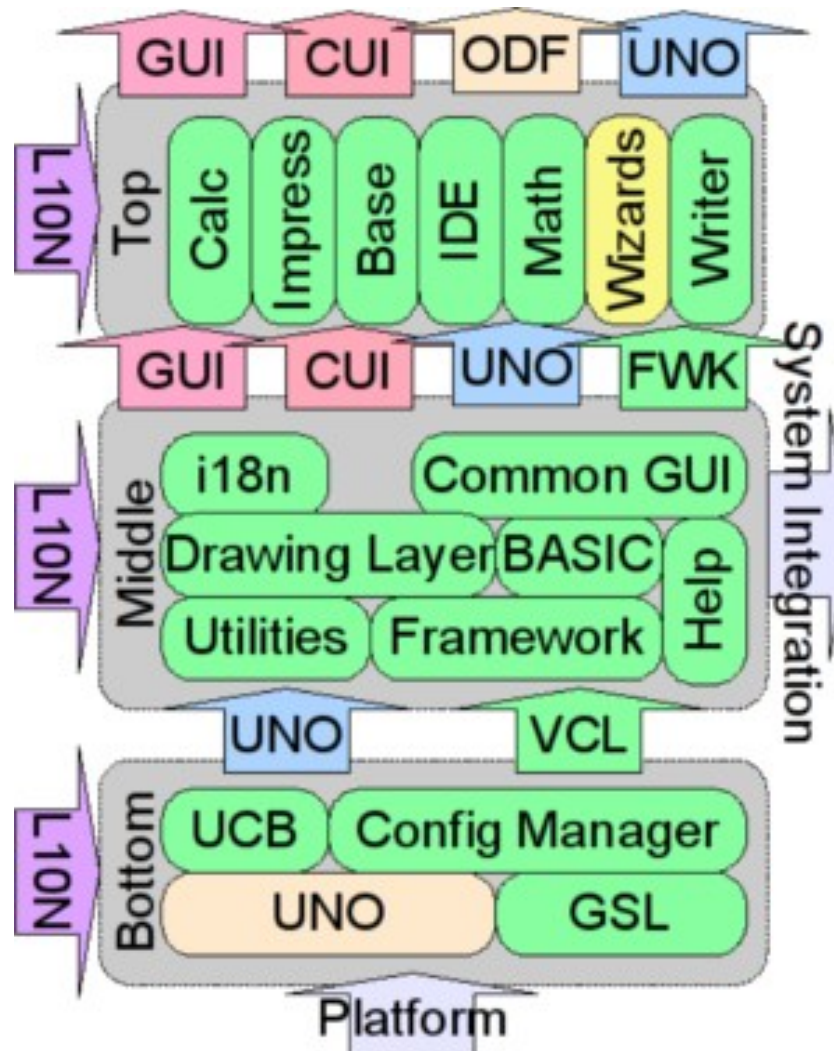 GUI
CUI
ODF
UNO
L10N
Top
Calc
Impress
Base
IDE
Math
Wizards
Writer
GUI
CUI
UNO
FWK
System Integration
L10N
Middle
i18n
Common GUI
Drawing Layer
BASIC
Help
Utilities
Framework
UNO
VCL
L10N
Bottom
UCB
Config Manager
UNO
GSL
Platform